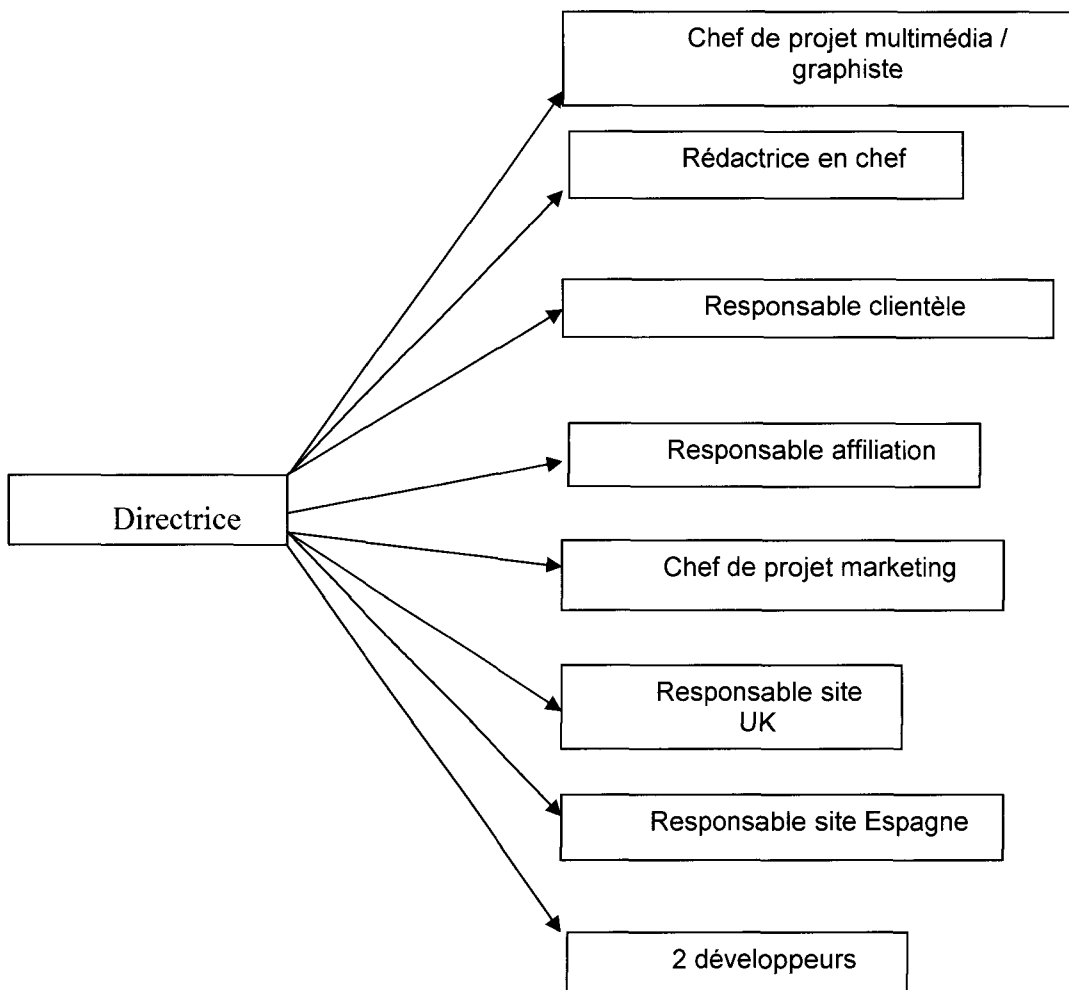 Chef de projet multimédia /
graphiste
Rédactrice en chef
Responsable clientèle
Responsable affiliation
Directrice
Chef de projet marketing
Responsable site
UK
Responsable site Espagne
2 développeurs